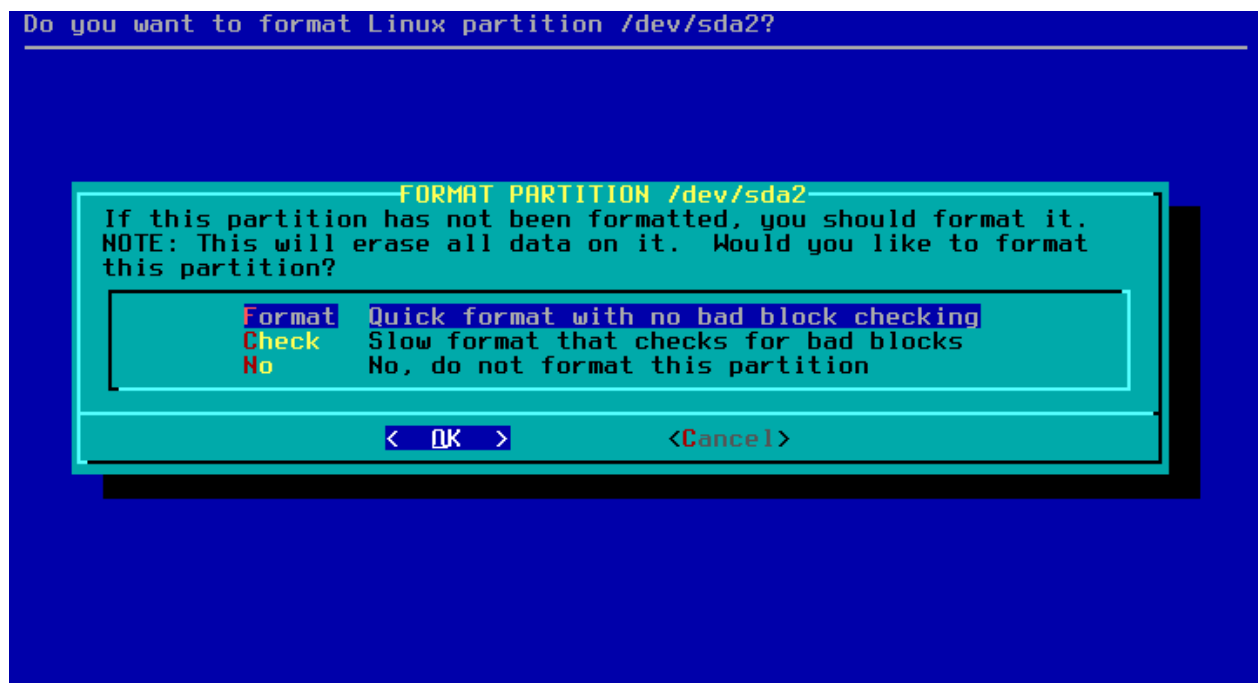 Do you want to format Linux partition /dev/sda2?
FORMAT PARTITION /dev/sda2
If this partition has not been formatted, you should format it.
NOTE: This will erase all data on it.  Would you like to format
this partition?
Format  Quick format with no bad block checking
Check  Slow format that checks for bad blocks
No  No, do not format this partition
<  OK  >  <Cancel>